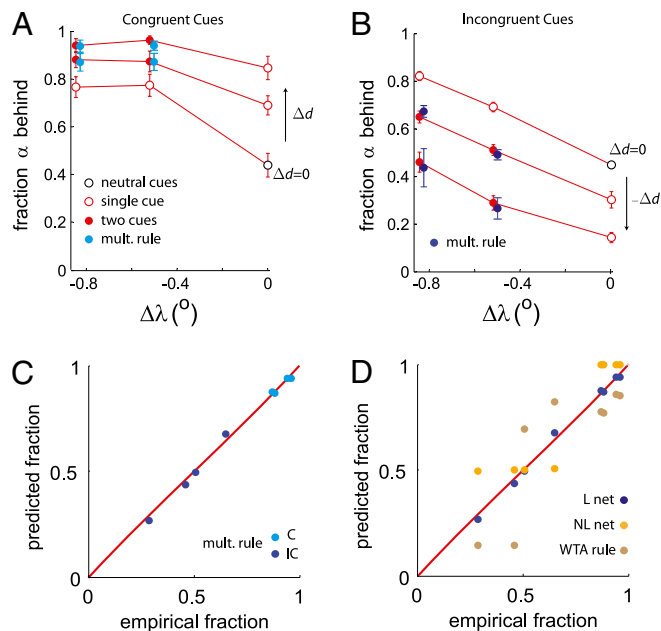 A
Congruent Cues
fraction α behind
1
0.8
0.6
0.4
0.2
0
Δd
Δd=0
neutral cues
single cue
two cues
mult. rule
-0.8
-0.4
0
Δλ (o)
B
Incongruent Cues
fraction α behind
1
0.8
0.6
0.4
0.2
0
Δd=0
–Δd
mult. rule
-0.8
-0.4
0
Δλ (o)
C
predicted fraction
1
0.5
0
mult. rule
C
IC
0
0.5
1
empirical fraction
D
predicted fraction
1
0.5
L net
NL net
WTA rule
0
0.5
1
empirical fraction